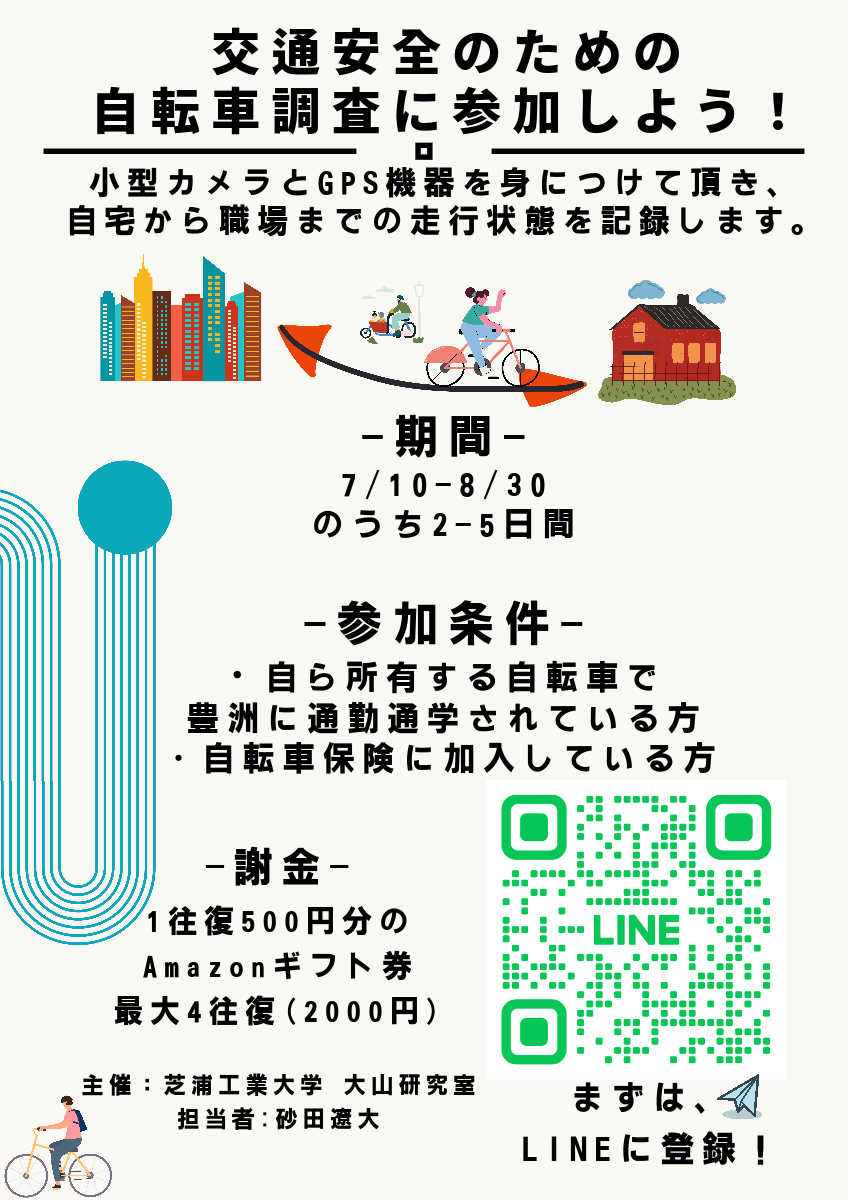 交通安全のための
自転車調査に参加しよう！
小型カメラとGPS機器を身につけて頂き、
自宅から職場までの走行状態を記録します。
−期間−
7/10−8/30
のうち2−5日間
−参加条件−
・自ら所有する自転車で
豊洲に通勤通学されている方
・自転車保険に加入している方
−謝金−
1往復500円分の
Amazonギフト券
最大4往復(2000円)
LINE
主催：芝浦工業大学 大山研究室
担当者:砂田遼大
まずは、
LINEに登録！